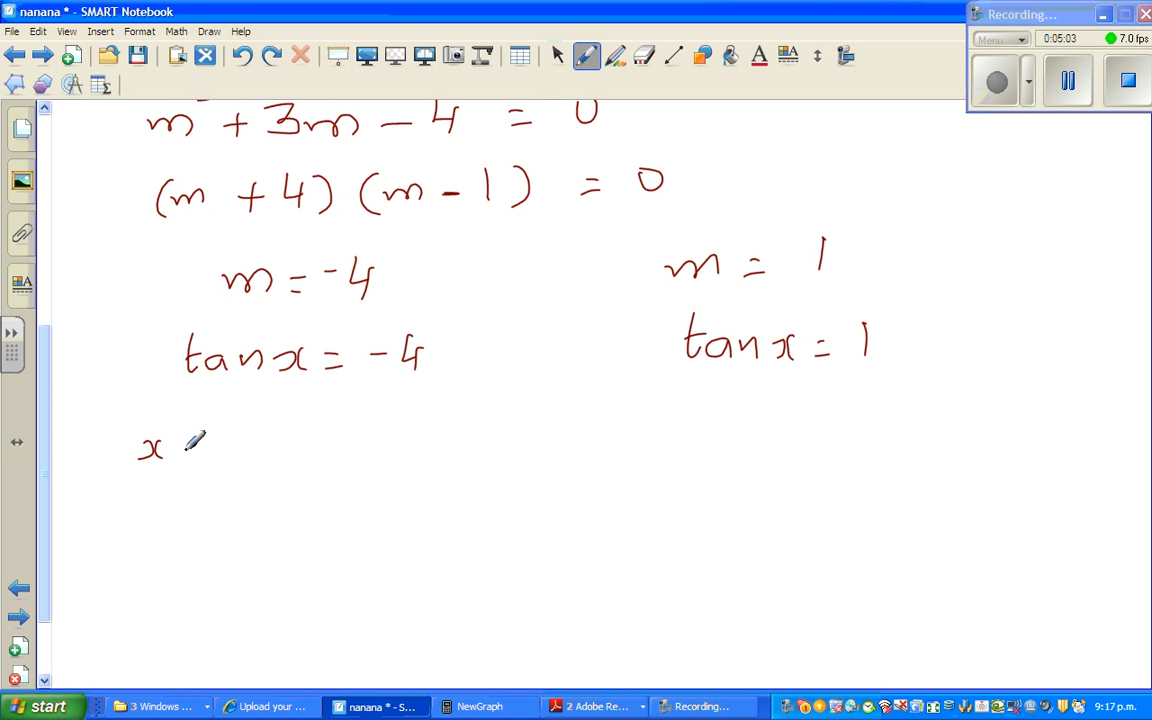 nanana * - SMART Notebook
File Edit View Insert Format Math Draw Help
Recording...
Menu
0:05:03
7.0 fps
m² + 3m - 4 = 0
(m + 4) (m - 1) = 0
m = -4
m = 1
tan x = -4
tan x = 1
x
start
3 Windows ...
Upload your ...
nanana * - S...
NewGraph
2 Adobe Re...
Recording...
9:17 p.m.